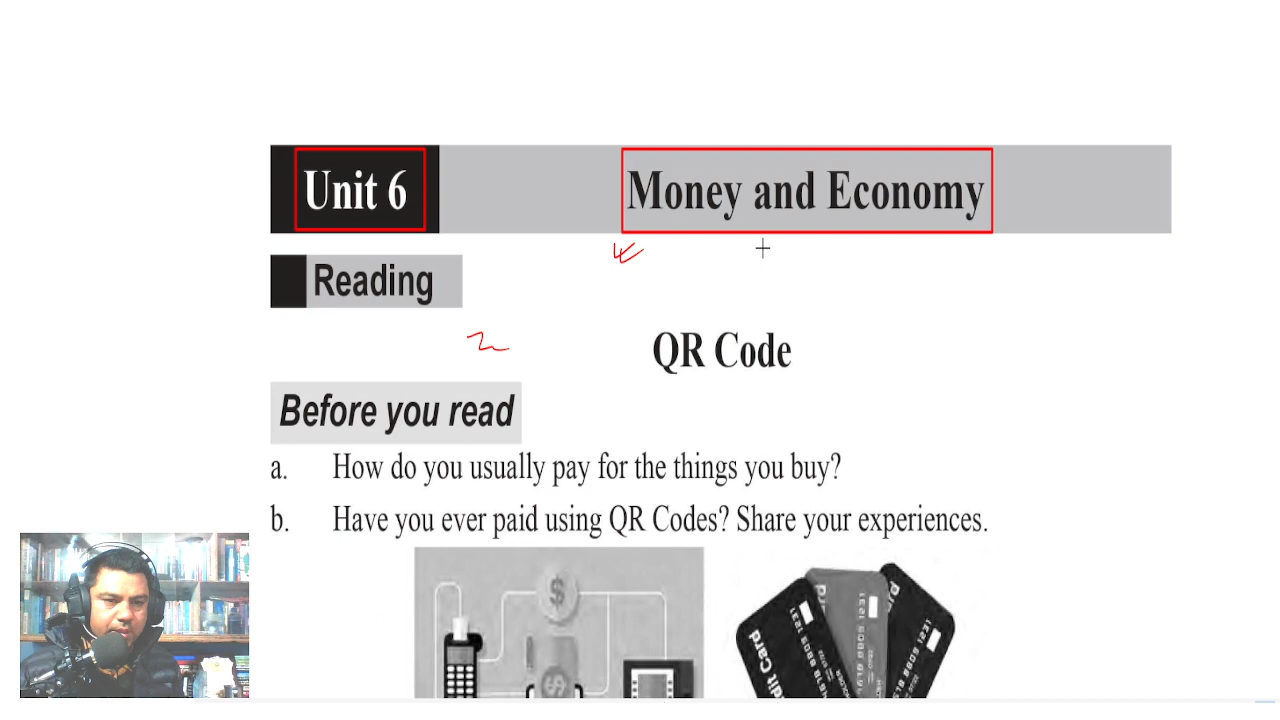 Unit 6
Money and Economy
Reading
QR Code
Before you read
a. How do you usually pay for the things you buy?
b. Have you ever paid using QR Codes? Share your experiences.